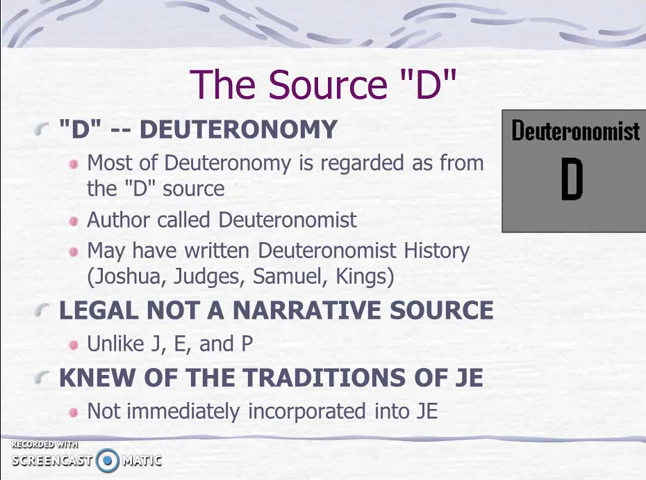 The Source "D"
"D" -- DEUTERONOMY
Most of Deuteronomy is regarded as from
the "D" source
Author called Deuteronomist
May have written Deuteronomist History
(Joshua, Judges, Samuel, Kings)
LEGAL NOT A NARRATIVE SOURCE
Unlike J, E, and P
KNEW OF THE TRADITIONS OF JE
Not immediately incorporated into JE
Deuteronomist
D
RECORDED WITH
SCREENCAST MATIC